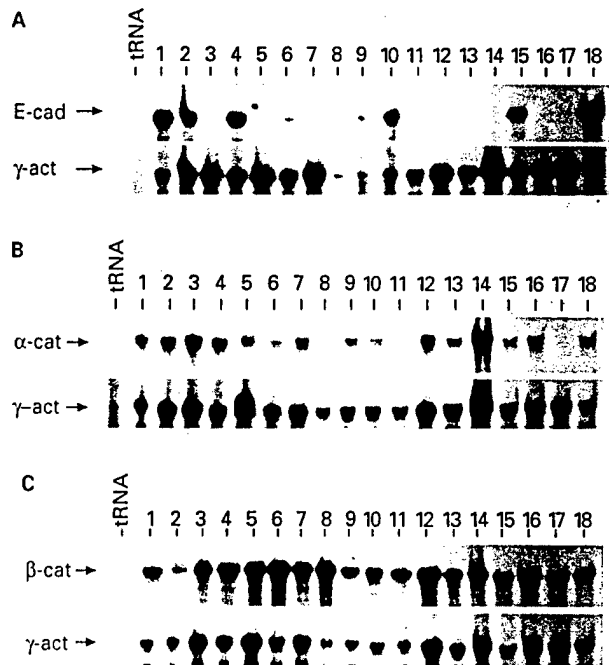 A
tRNA
1 2 3 4 5 6 7 8 9 10 11 12 13 14 15 16 17 18
E-cad →
γ-act →
B
tRNA
1 2 3 4 5 6 7 8 9 10 11 12 13 14 15 16 17 18
α-cat →
γ-act →
C
tRNA
1 2 3 4 5 6 7 8 9 10 11 12 13 14 15 16 17 18
β-cat →
γ-act →